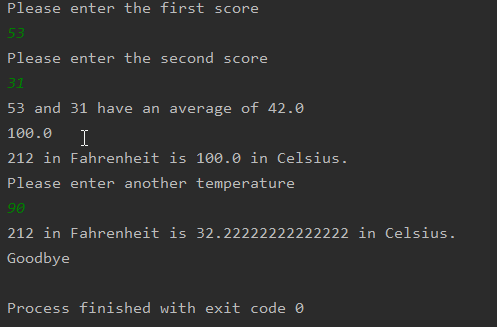 Please enter the first score
53
Please enter the second score
31
53 and 31 have an average of 42.0
100.0
212 in Fahrenheit is 100.0 in Celsius.
Please enter another temperature
90
212 in Fahrenheit is 32.22222222222222 in Celsius.
Goodbye
Process finished with exit code 0